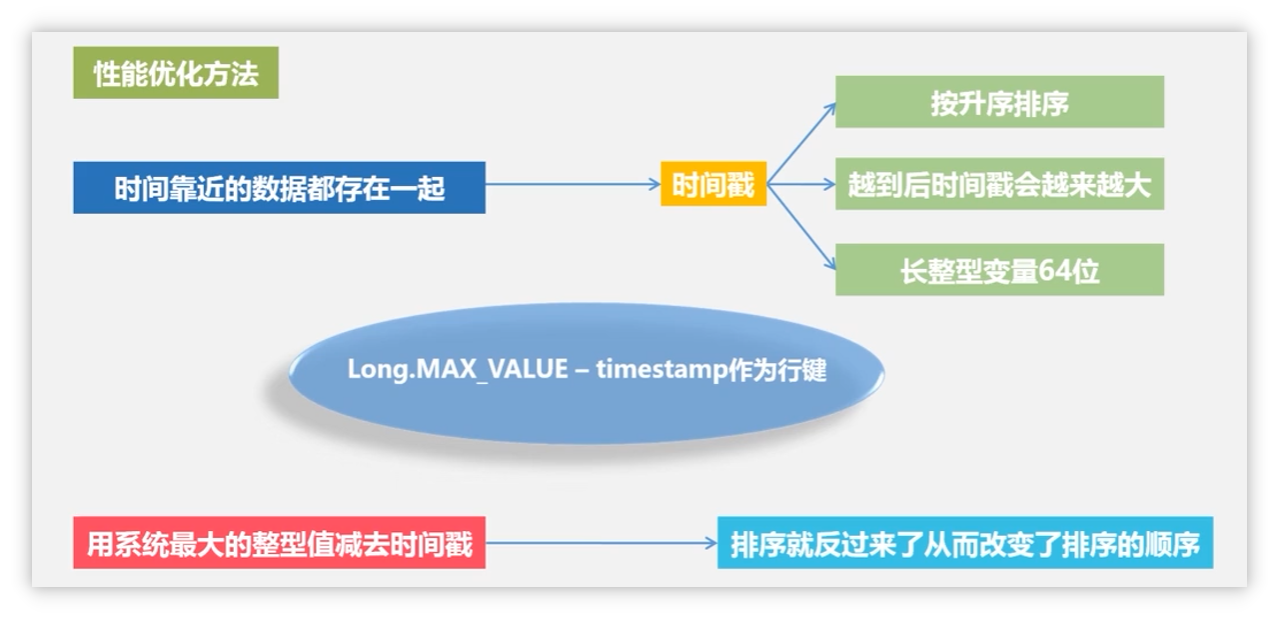 性能优化方法
按升序排序
时间靠近的数据都存在一起
时间戳
越到后时间戳会越来越大
长整型变量64位
Long.MAX_VALUE – timestamp作为行键
用系统最大的整型值减去时间戳
排序就反过来了从而改变了排序的顺序